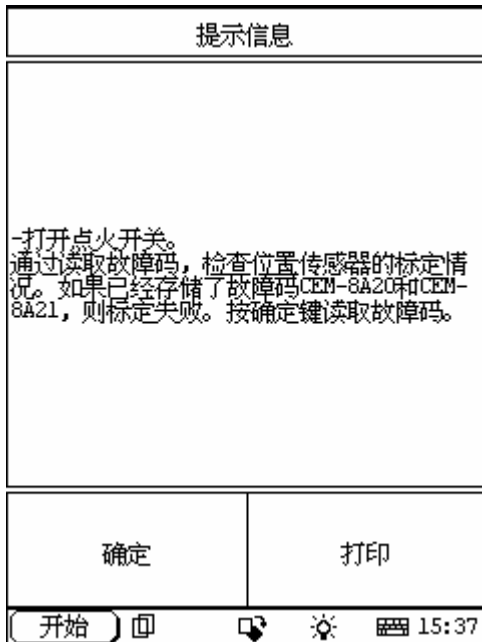 提示信息
-打开点火开关。
通过读取故障码，检查位置传感器的标定情
况。如果已经存储了故障码CEM-8A20和CEM-
8A21，则标定失败。按确定键读取故障码。
确定
打印
开始
15:37